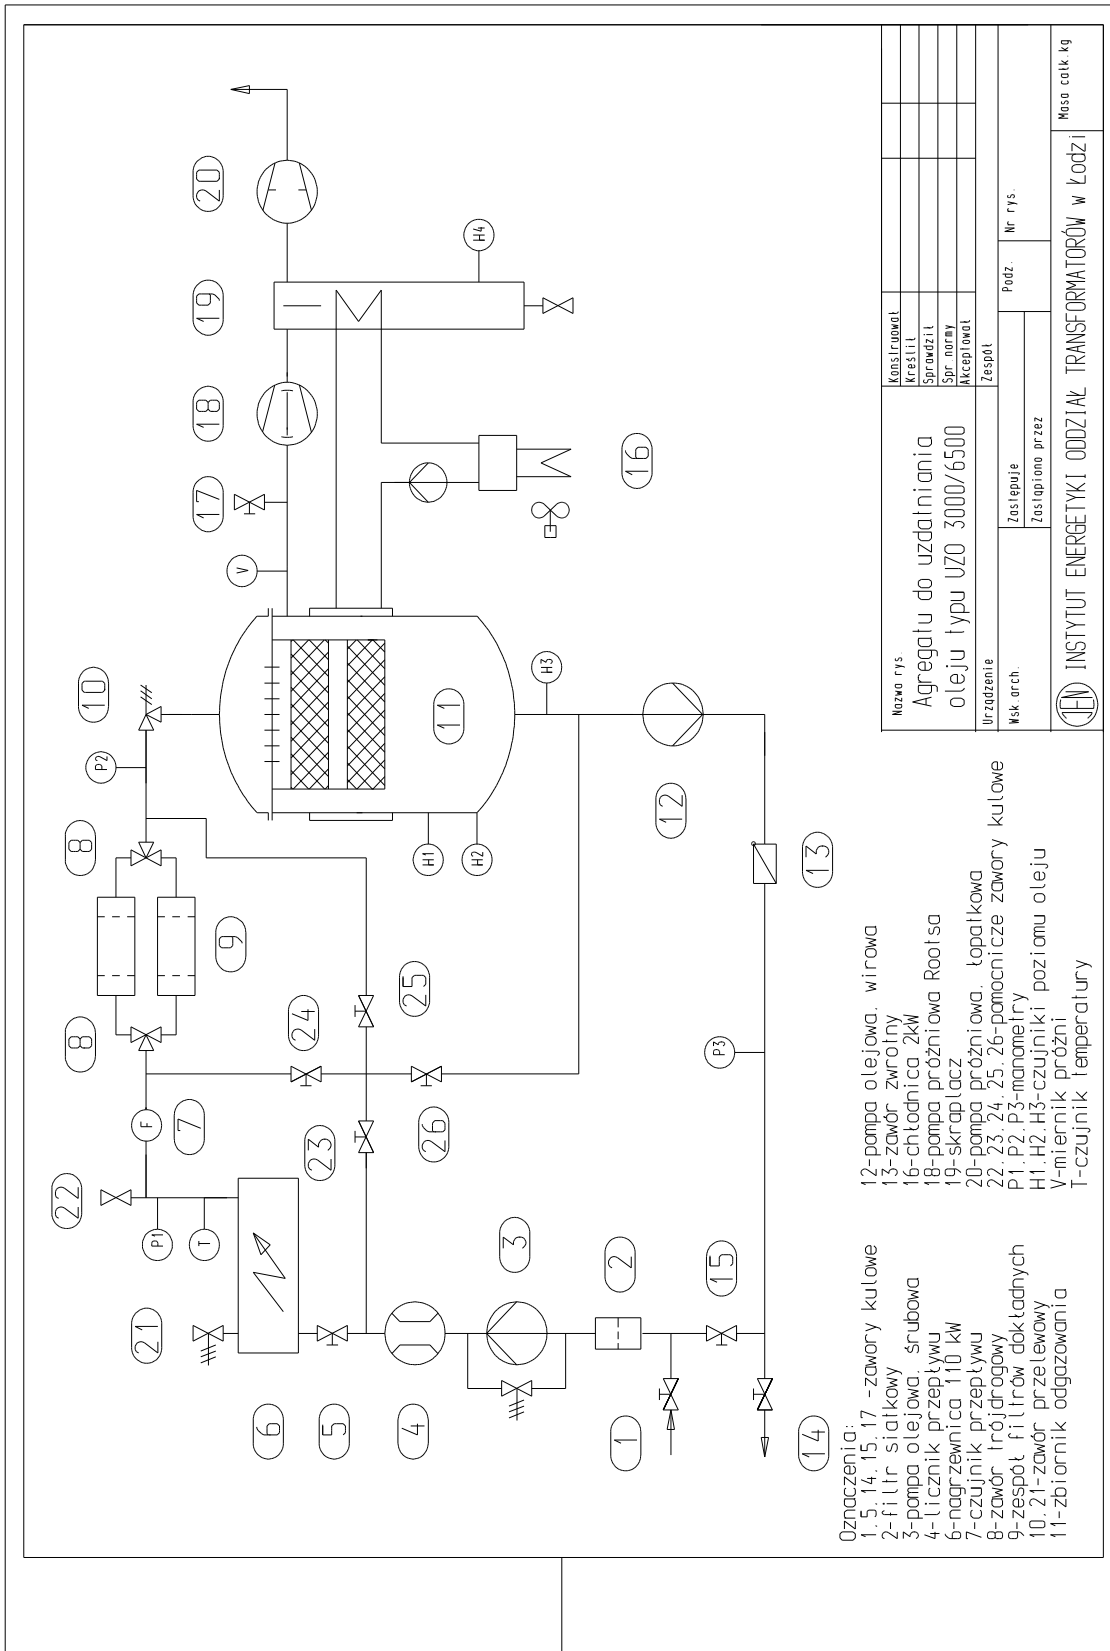 20
19
18
17
16
V
H4
10
P2
8
9
8
7
F
22
P1
T
21
6
5
4
3
2
1
15
14
23
24
25
26
11
H1
H2
H3
12
13
P3
Oznaczenia:
1.5.14.15.17 -zawory kulowe
2-filtr siatkowy
3-pompa olejowa. śrubowa
4-licznik przepływu
6-nagrzewnica 110 kW
7-czujnik przepływu
8-zawór trójdrogowy
9-zespół filtrów dokładnych
10.21-zawór przelewowy
11-zbiornik odgazowania
12-pompa olejowa. wirowa
13-zawór zwrotny
16-chłodnica 2kW
18-pompa próżniowa Rootsa
19-skraplacz
20-pompa próżniowa. łopatkowa
22.23.24.25.26-pomocnicze zawory kulowe
P1.P2.P3-manometry
H1.H2.H3-czujniki poziomu oleju
V-miernik próżni
T-czujnik temperatury
Nazwa rys.
Agregatu do uzdatniania
oleju typu UZO 3000/6500
Konstruował
Kreślił
Sprawdził
Spr. normy
Akceptował
Urządzenie
Zespół
Wsk. arch.
Zastępuje
Zastąpiono przez
Podz.
Nr rys.
IEN INSTYTUT ENERGETYKI ODDZIAŁ TRANSFORMATORÓW w Łodzi
Masa całk. kg